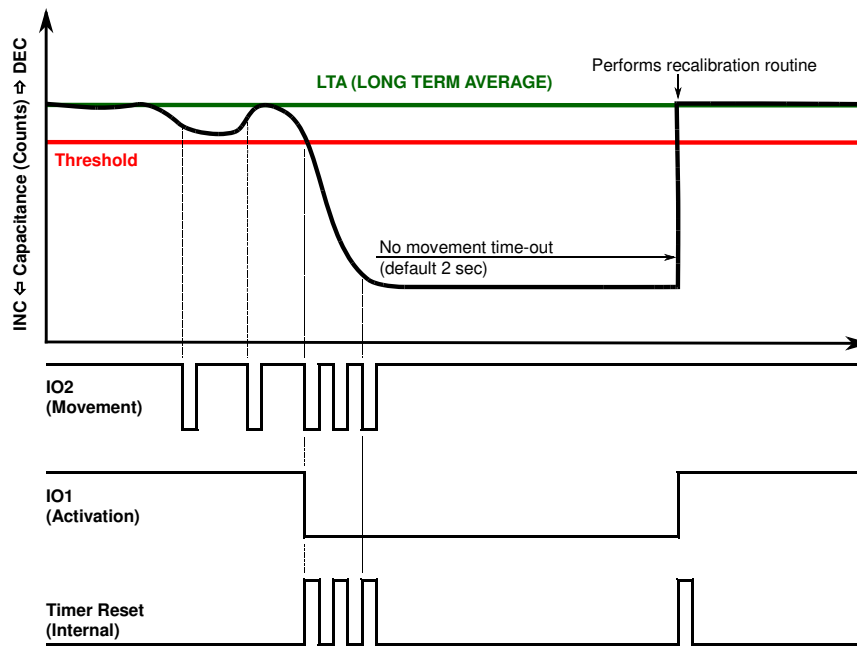 INC ⇦ Capacitance (Counts) ⇨ DEC
LTA (LONG TERM AVERAGE)
Performs recalibration routine
Threshold
No movement time-out
(default 2 sec)
IO2
(Movement)
IO1
(Activation)
Timer Reset
(Internal)